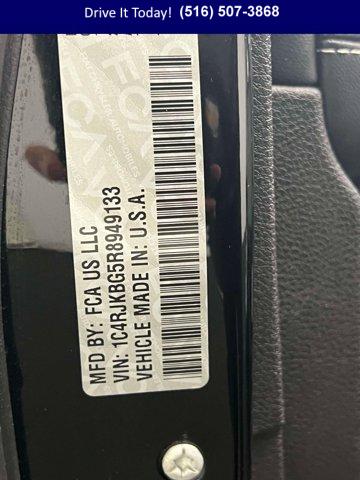 Drive It Today! (516) 507-3868
MFD BY: FCA US LLC
VIN: 1C4RJKBG5R8949133
VEHICLE MADE IN: U.S.A.